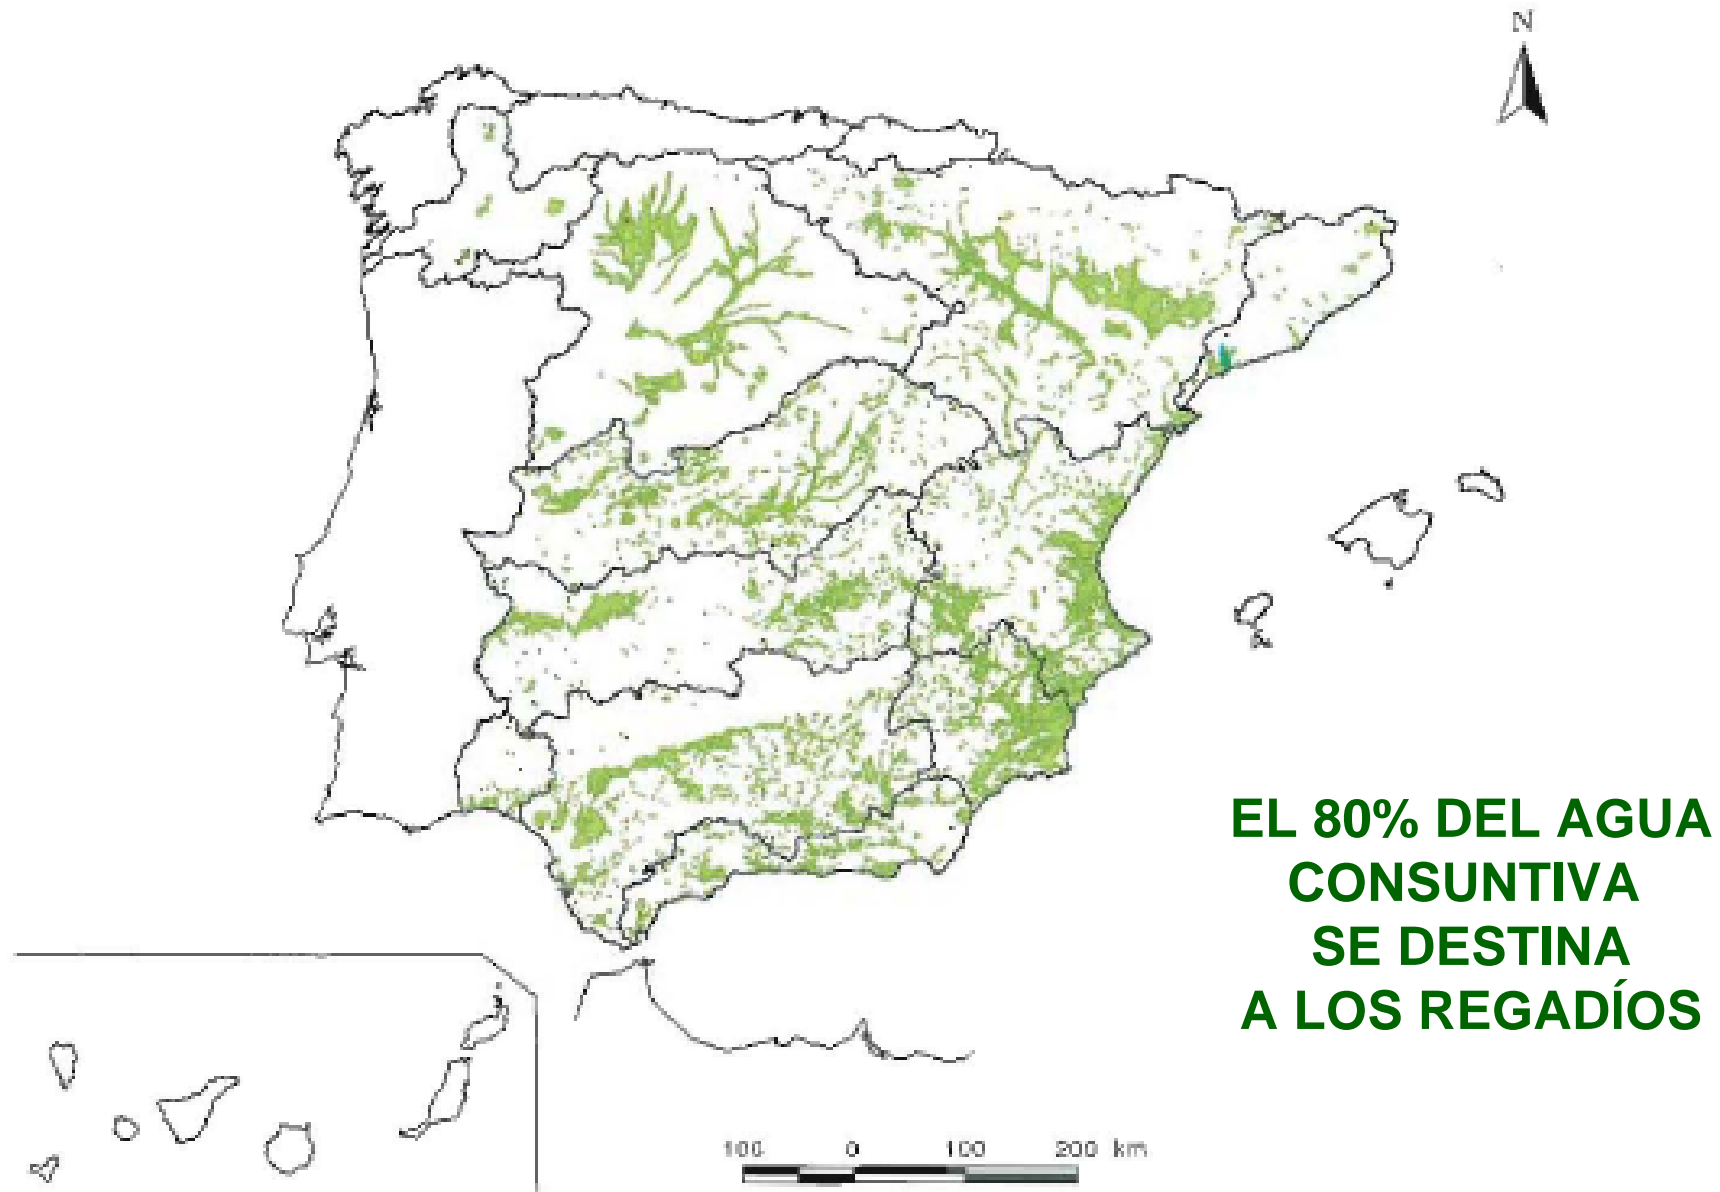 N
EL 80% DEL AGUA
CONSUNTIVA
SE DESTINA
A LOS REGADÍOS
100 0 100 200 km